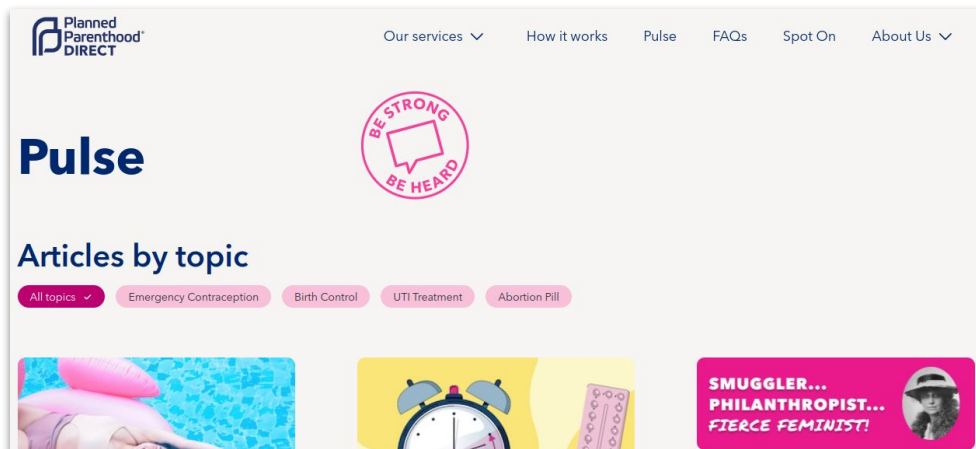 Planned
Parenthood®
DIRECT
Our services
How it works
Pulse
FAQs
Spot On
About Us
Pulse
BE STRONG
BE HEARD
Articles by topic
All topics
Emergency Contraception
Birth Control
UTI Treatment
Abortion Pill
SMUGGLER...
PHILANTHROPIST...
FIERCE FEMINIST!